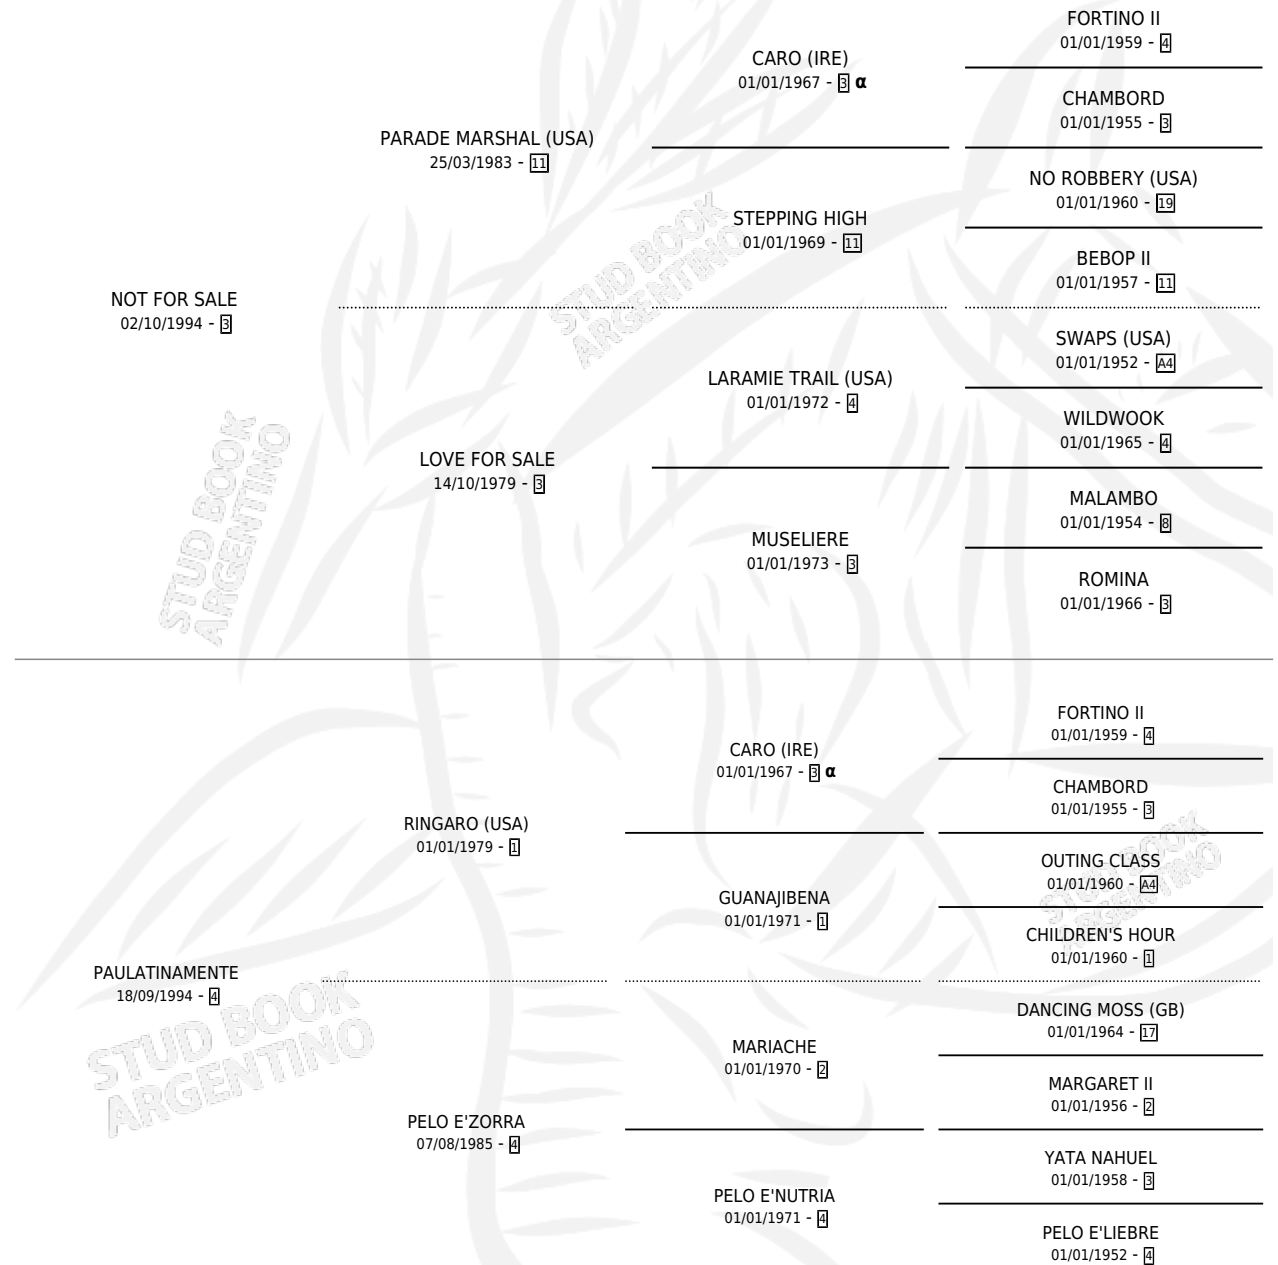 FORTINO II
01/01/1959 - 4
CARO (IRE)
01/01/1967 - 3 α
CHAMBORD
01/01/1955 - 3
PARADE MARSHAL (USA)
25/03/1983 - 11
NO ROBBERY (USA)
01/01/1960 - 19
STEPPING HIGH
01/01/1969 - 11
BEBOP II
01/01/1957 - 11
NOT FOR SALE
02/10/1994 - 3
SWAPS (USA)
01/01/1952 - A4
LARAMIE TRAIL (USA)
01/01/1972 - 4
WILDWOOK
01/01/1965 - 4
LOVE FOR SALE
14/10/1979 - 3
MALAMBO
01/01/1954 - 8
MUSELIERE
01/01/1973 - 3
ROMINA
01/01/1966 - 3
FORTINO II
01/01/1959 - 4
CARO (IRE)
01/01/1967 - 3 α
CHAMBORD
01/01/1955 - 3
RINGARO (USA)
01/01/1979 - 1
OUTING CLASS
01/01/1960 - A4
GUANAJIBENA
01/01/1971 - 1
CHILDREN'S HOUR
01/01/1960 - 1
PAULATINAMENTE
18/09/1994 - 4
DANCING MOSS (GB)
01/01/1964 - 17
MARIACHE
01/01/1970 - 2
MARGARET II
01/01/1956 - 2
PELO E'ZORRA
07/08/1985 - 4
YATA NAHUEL
01/01/1958 - 3
PELO E'NUTRIA
01/01/1971 - 4
PELO E'LIEBRE
01/01/1952 - 4
STUD BOOK
ARGENTINO
STUD BOOK
ARGENTINO
STUD BOOK
ARGENTINO
STUD BOOK
ARGENTINO